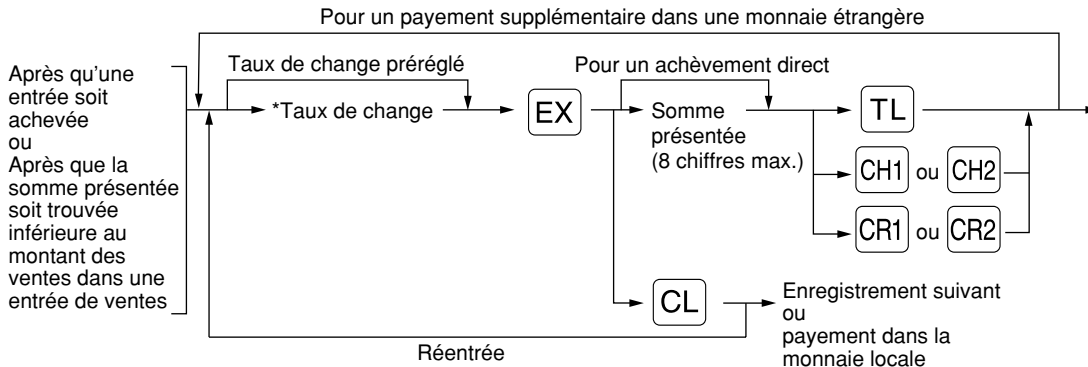 Pour un payement supplémentaire dans une monnaie étrangère
Après qu'une
entrée soit
achevée
ou
Après que la
somme présentée
soit trouvée
inférieure au
montant des
ventes dans une
entrée de ventes
Taux de change préréglé
*Taux de change
EX
Pour un achèvement direct
Somme
présentée
(8 chiffres max.)
TL
CH1 ou CH2
CR1 ou CR2
CL
Enregistrement suivant
ou
payement dans la
monnaie locale
Réentrée